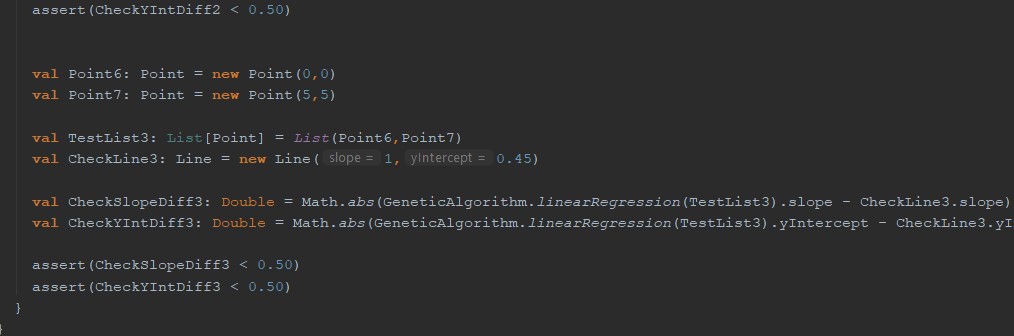 assert(CheckYIntDiff2 < 0.50)
val Point6: Point = new Point(0,0)
val Point7: Point = new Point(5,5)
val TestList3: List[Point] = List(Point6,Point7)
val CheckLine3: Line = new Line( slope = 1, yIntercept = 0.45)
val CheckSlopeDiff3: Double = Math.abs(GeneticAlgorithm.linearRegression(TestList3).slope - CheckLine3.slope)
val CheckYIntDiff3: Double = Math.abs(GeneticAlgorithm.linearRegression(TestList3).yIntercept - CheckLine3.yI
assert(CheckSlopeDiff3 < 0.50)
assert(CheckYIntDiff3 < 0.50)
}
}